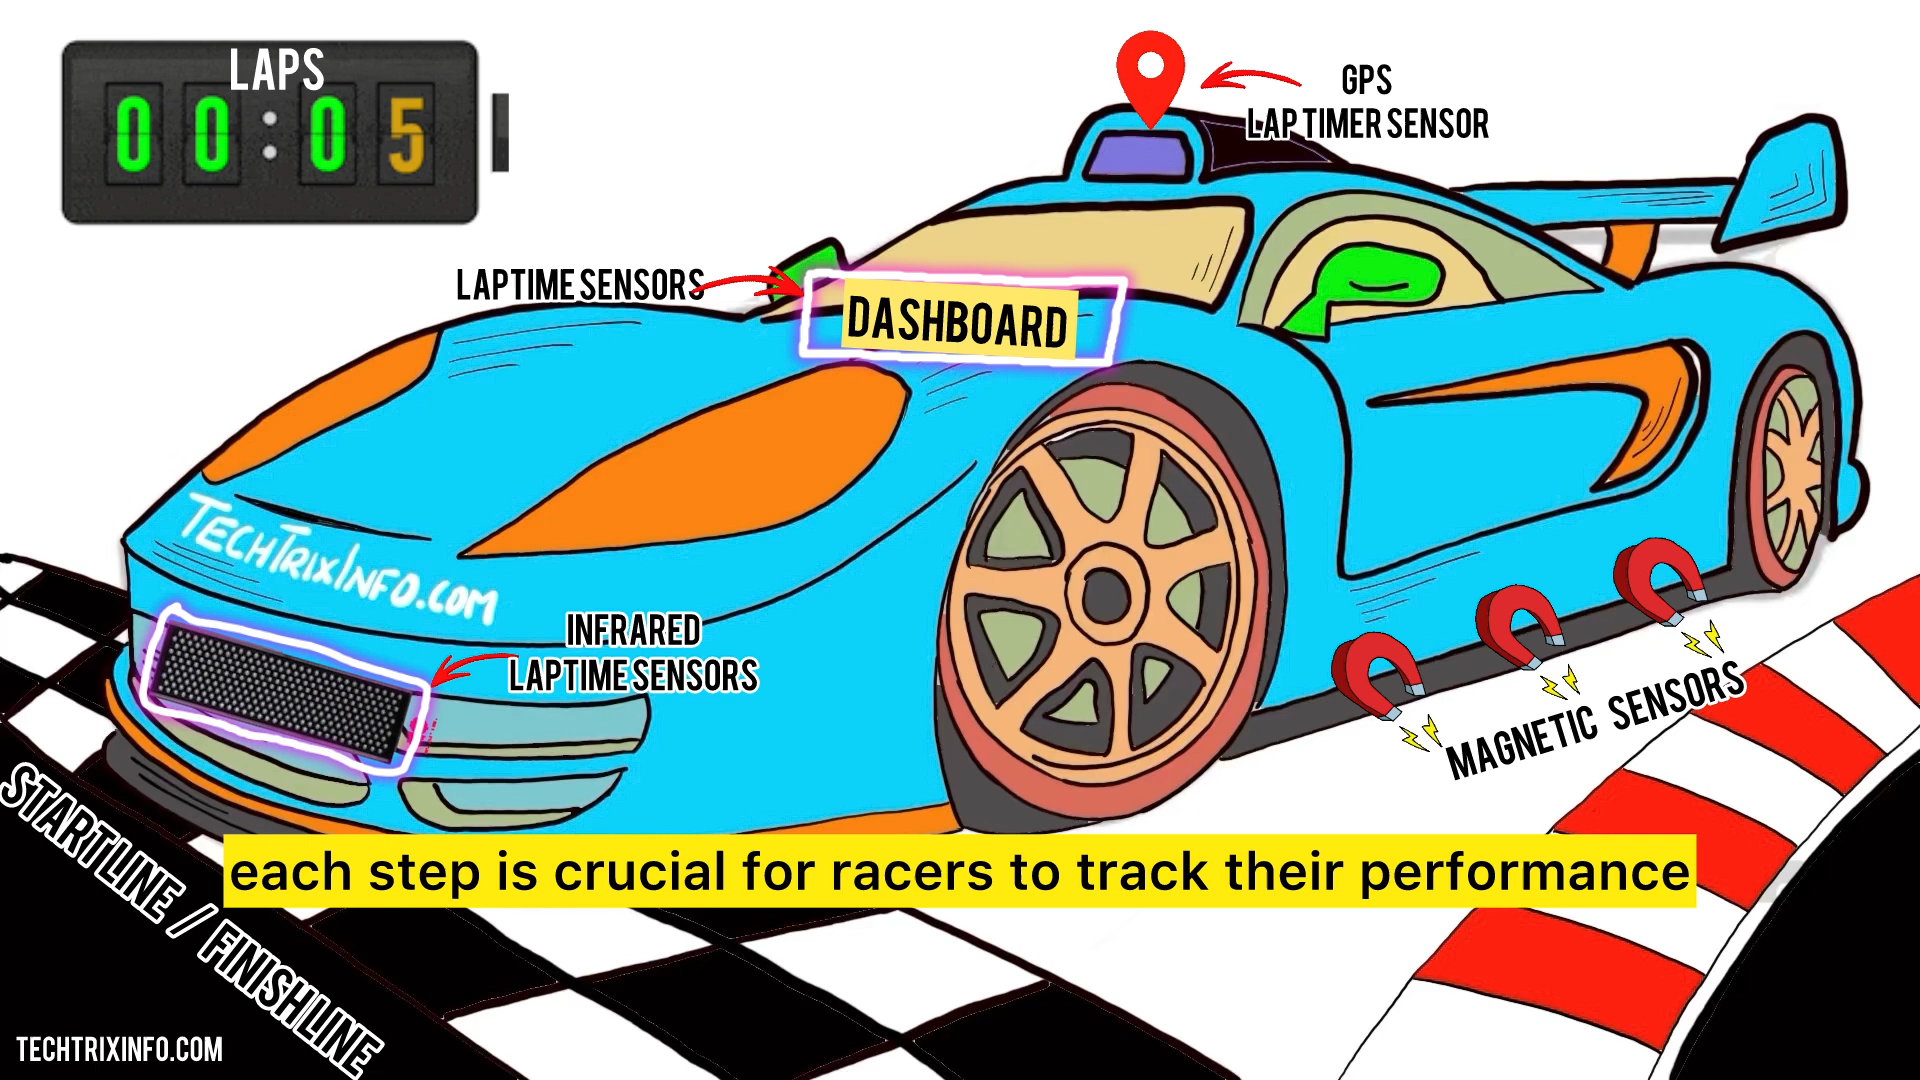 LAPS
00:05
GPS
LAP TIMER SENSOR
LAPTIME SENSORS
DASHBOARD
TECHTRIXINFO.COM
INFRARED
LAPTIME SENSORS
MAGNETIC SENSORS
STARTLINE / FINISHLINE
each step is crucial for racers to track their performance
TECHTRIXINFO.COM